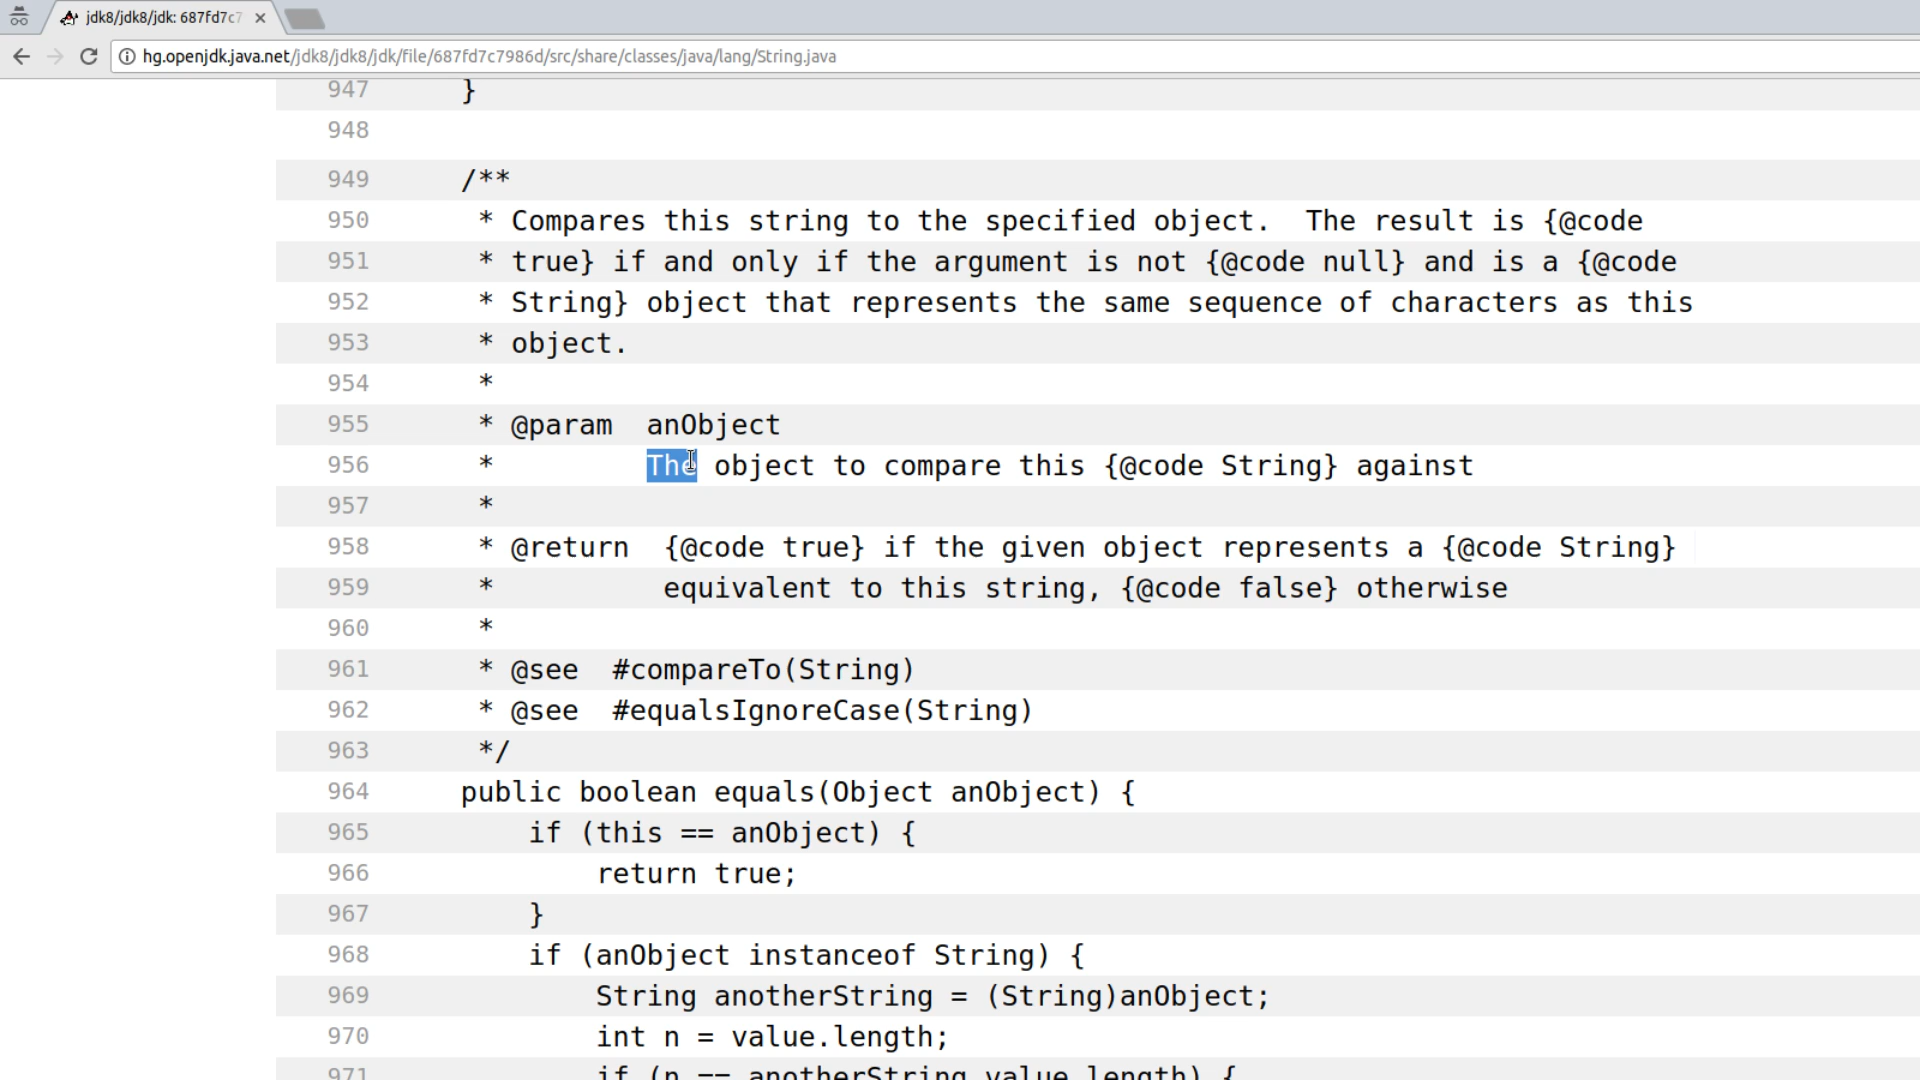 jdk8/jdk8/jdk: 687fd7c7
hg.openjdk.java.net/jdk8/jdk8/jdk/file/687fd7c7986d/src/share/classes/java/lang/String.java
947     }
948
949     /**
950      * Compares this string to the specified object.  The result is {@code
951      * true} if and only if the argument is not {@code null} and is a {@code
952      * String} object that represents the same sequence of characters as this
953      * object.
954      *
955      * @param  anObject
956      *         The object to compare this {@code String} against
957      *
958      * @return  {@code true} if the given object represents a {@code String}
959      *          equivalent to this string, {@code false} otherwise
960      *
961      * @see  #compareTo(String)
962      * @see  #equalsIgnoreCase(String)
963      */
964     public boolean equals(Object anObject) {
965         if (this == anObject) {
966             return true;
967         }
968         if (anObject instanceof String) {
969             String anotherString = (String)anObject;
970             int n = value.length;
971             if (n == anotherString.value.length) {